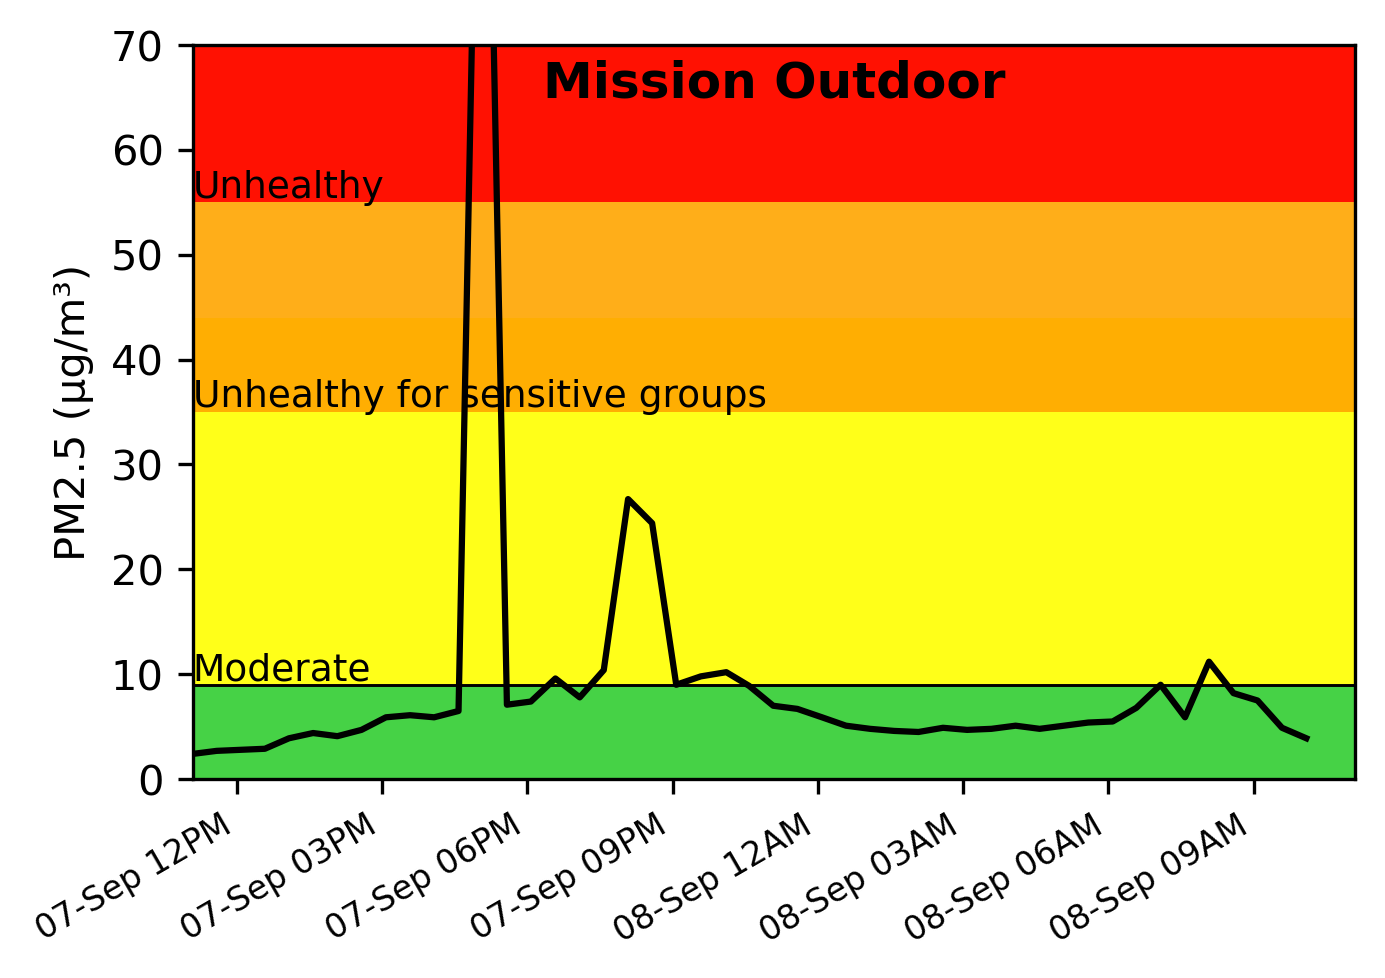 Mission Outdoor
PM2.5 (µg/m³)
70
60
Unhealthy
50
40
Unhealthy for sensitive groups
30
20
10
Moderate
0
07-Sep 12PM
07-Sep 03PM
07-Sep 06PM
07-Sep 09PM
08-Sep 12AM
08-Sep 03AM
08-Sep 06AM
08-Sep 09AM